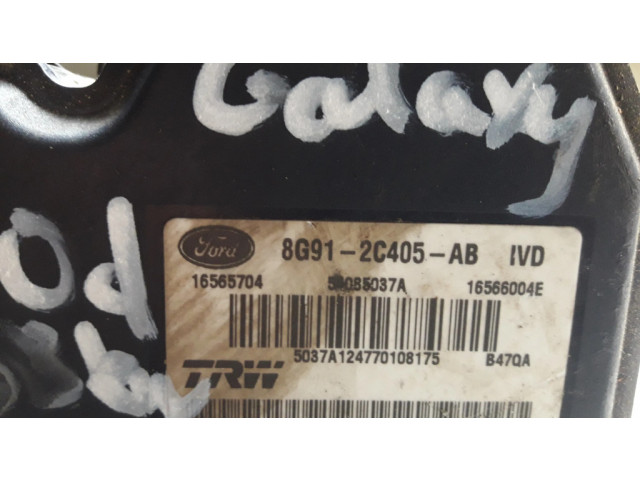 Galaxy
Ford 8G91-2C405-AB IVD
16565704 16566004E
5037A124770108175 B47QA
TRW